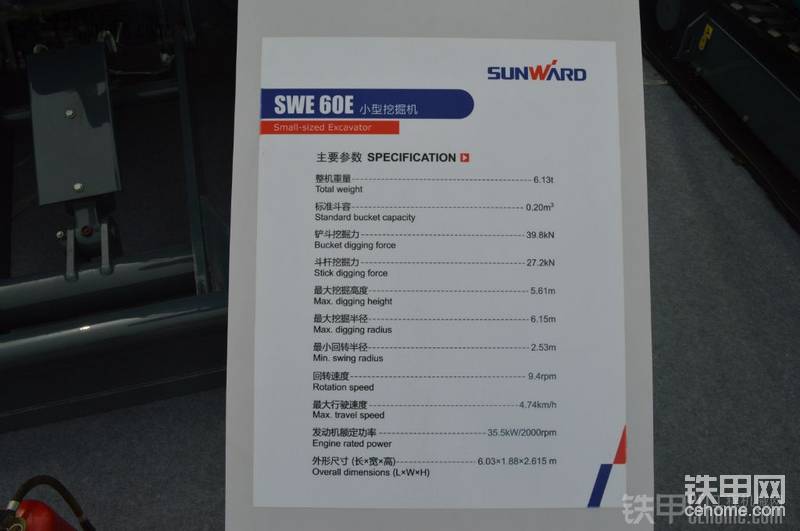 SUNWARD
SWE 60E 小型挖掘机
Small-sized Excavator
主要参数 SPECIFICATION
整机重量 6.13t
Total weight
标准斗容 0.20m³
Standard bucket capacity
铲斗挖掘力 39.8kN
Bucket digging force
斗杆挖掘力 27.2kN
Stick digging force
最大挖掘高度 5.61m
Max. digging height
最大挖掘半径 6.15m
Max. digging radius
最小回转半径 2.53m
Min. swing radius
回转速度 9.4rpm
Rotation speed
最大行驶速度 4.74km/h
Max. travel speed
发动机额定功率 35.5kW/2000rpm
Engine rated power
外形尺寸 (长×宽×高) 6.03×1.88×2.615 m
Overall dimensions (L×W×H)
铁甲网
cehome.com